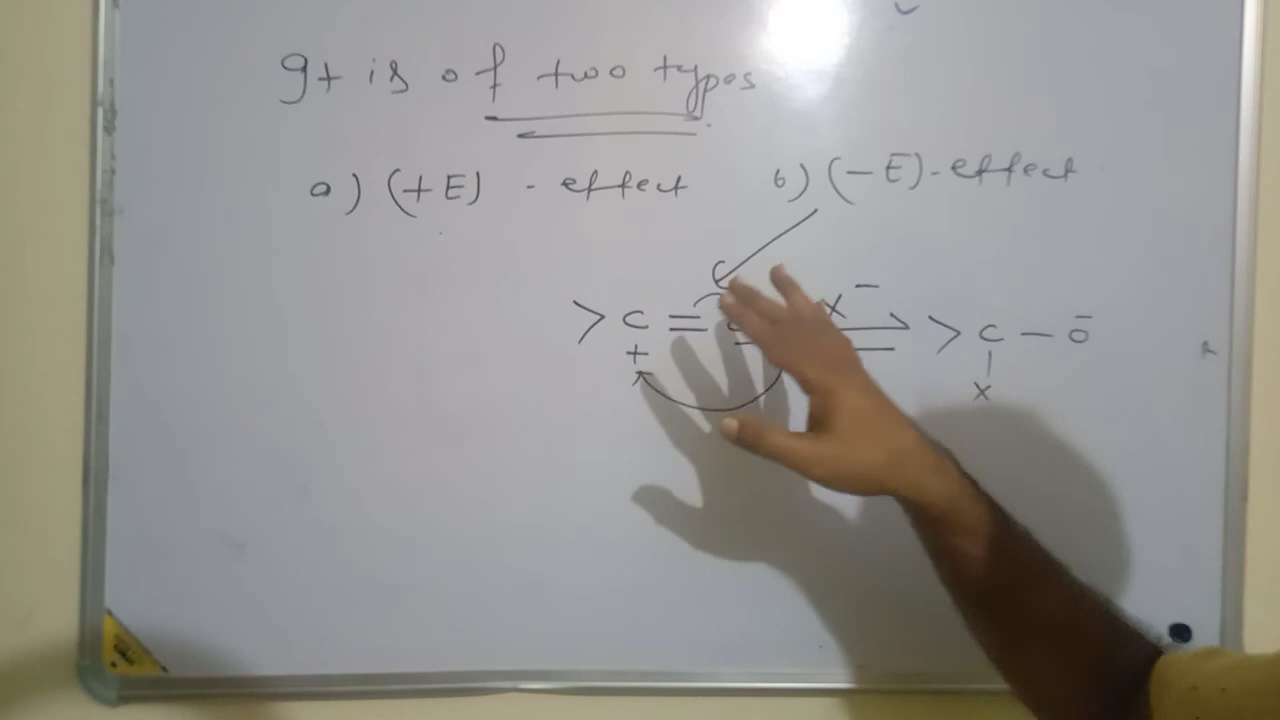 It is of two types
a) (+E) - effect b) (-E)-effect
X⁻
>C = ⇌ >C - Ō
+
X